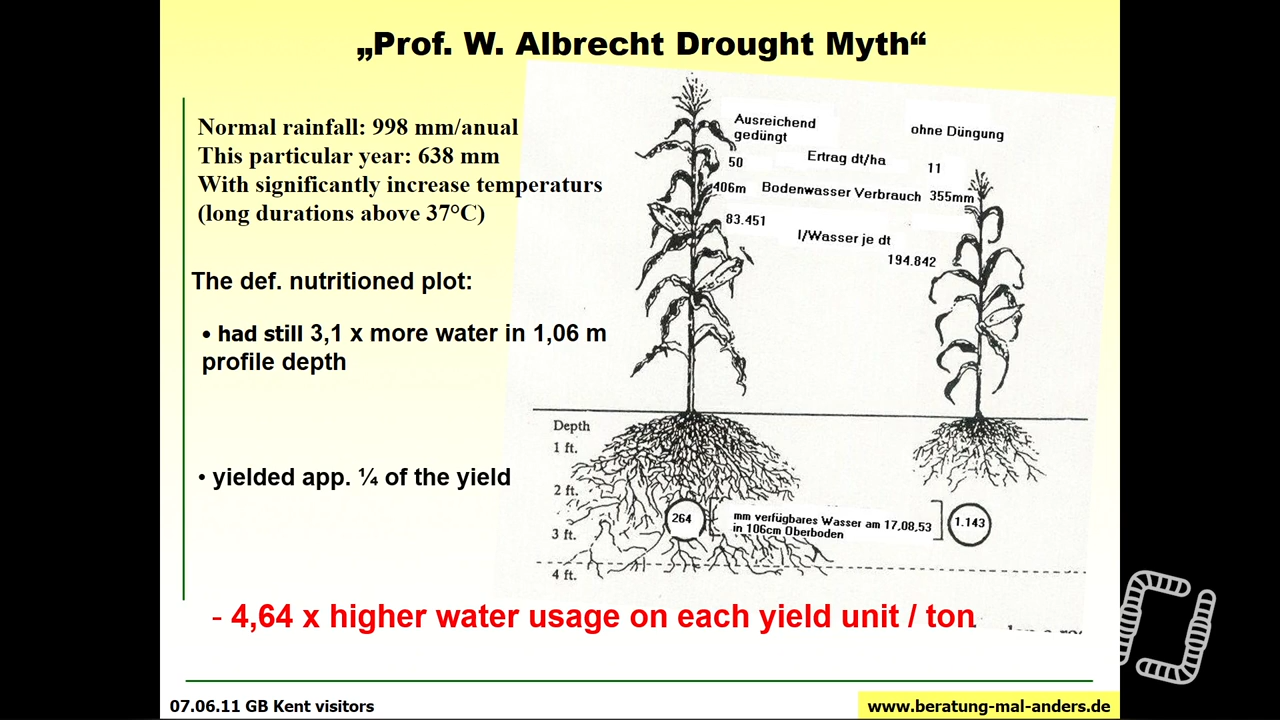 „Prof. W. Albrecht Drought Myth“
Normal rainfall: 998 mm/anual
This particular year: 638 mm
With significantly increase temperaturs
(long durations above 37°C)
The def. nutritioned plot:
• had still 3,1 x more water in 1,06 m
profile depth
• yielded app. ¼ of the yield
Ausreichend
gedüngt
ohne Düngung
50
Ertrag dt/ha
11
406m
Bodenwasser Verbrauch
355mm
83.451
l/Wasser je dt
194.842
Depth
1 ft.
2 ft.
3 ft.
4 ft.
264
mm verfügbares Wasser am 17,08,53
in 106cm Oberboden
1.143
- 4,64 x higher water usage on each yield unit / ton
07.06.11 GB Kent visitors
www.beratung-mal-anders.de